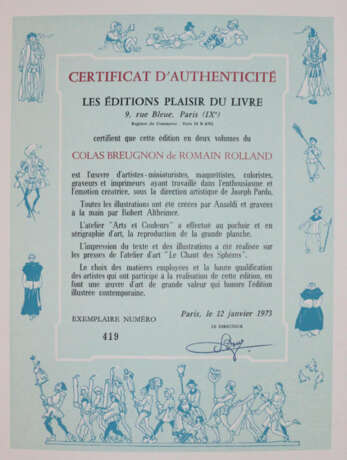 CERTIFICAT D'AUTHENTICITÉ
LES ÉDITIONS PLAISIR DU LIVRE
9, rue Bleue, Paris (IXe)
Registre du Commerce - Paris
certifient que cette édition en deux volumes du
COLAS BREUGNON de ROMAIN ROLLAND
est l'œuvre d'artistes-miniaturistes, maquettistes, coloristes,
graveurs et imprimeurs ayant travaillé dans l'enthousiasme et
l'émotion créatrice, sous la direction artistique de Joseph Pardo.
Toutes les illustrations ont été créées par Anseldi et gravées
à la main par Robert Altbrince.
L'atelier "Arts et Couleurs" a effectué au pochoir et en
sérigraphie d'art, la reproduction de la grande planche.
L'impression du texte et des illustrations a été réalisée sur
les presses de l'atelier d'art "Le Chant des Sphères".
Le choix des matières employées et la haute qualification
des artistes qui ont participé à la réalisation de cette édition, en
font une œuvre d'art de grande valeur qui honore l'édition
illustrée contemporaine.
Paris, le 12 janvier 1973
EXEMPLAIRE NUMÉRO
LE DIRECTEUR
419